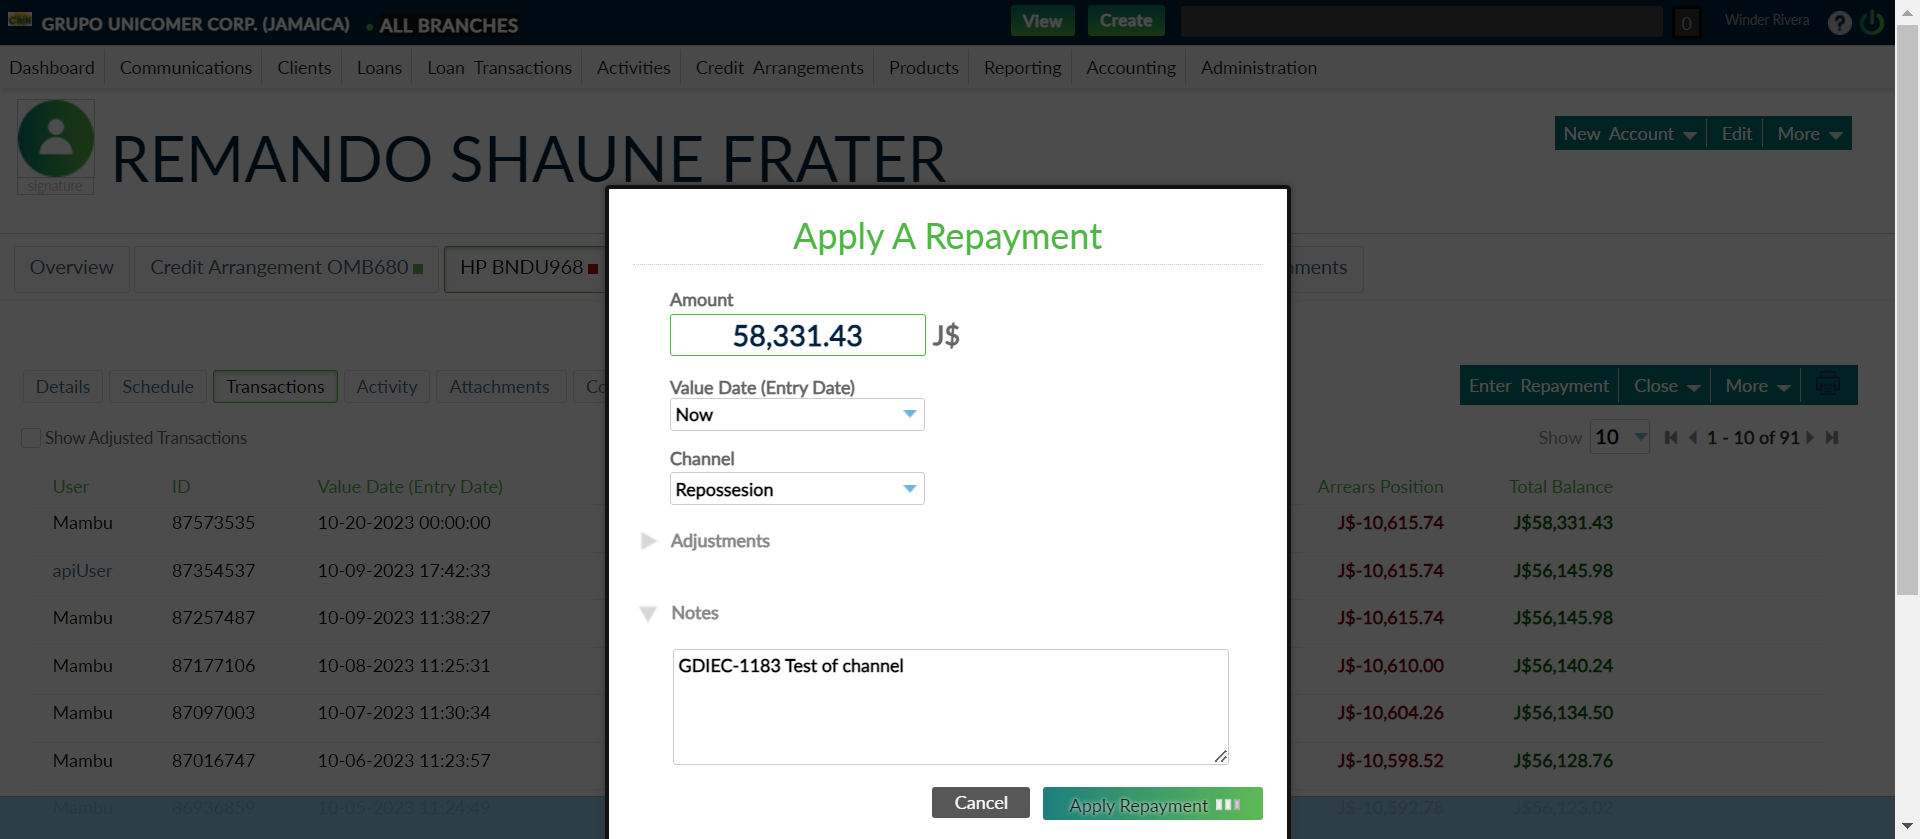 GRUPO UNICOMER CORP. (JAMAICA) ALL BRANCHES View Create 0 Winder Rivera ?
Dashboard Communications Clients Loans Loan Transactions Activities Credit Arrangements Products Reporting Accounting Administration
signature
REMANDO SHAUNE FRATER
New Account Edit More
Overview Credit Arrangement OMB680 HP BNDU968
Details Schedule Transactions Activity Attachments
Enter Repayment Close More
Show Adjusted Transactions
Show 10 1 - 10 of 91
User ID Value Date (Entry Date) Arrears Position Total Balance
Mambu 87573535 10-20-2023 00:00:00 J$-10,615.74 J$58,331.43
apiUser 87354537 10-09-2023 17:42:33 J$-10,615.74 J$56,145.98
Mambu 87257487 10-09-2023 11:38:27 J$-10,615.74 J$56,145.98
Mambu 87177106 10-08-2023 11:25:31 J$-10,610.00 J$56,140.24
Mambu 87097003 10-07-2023 11:30:34 J$-10,604.26 J$56,134.50
Mambu 87016747 10-06-2023 11:23:57 J$-10,598.52 J$56,128.76
Mambu 86936859 10-05-2023 11:24:49 J$-10,592.78 J$56,123.02
Apply A Repayment
Amount
58,331.43 J$
Value Date (Entry Date)
Now
Channel
Repossesion
Adjustments
Notes
GDIEC-1183 Test of channel
Cancel Apply Repayment